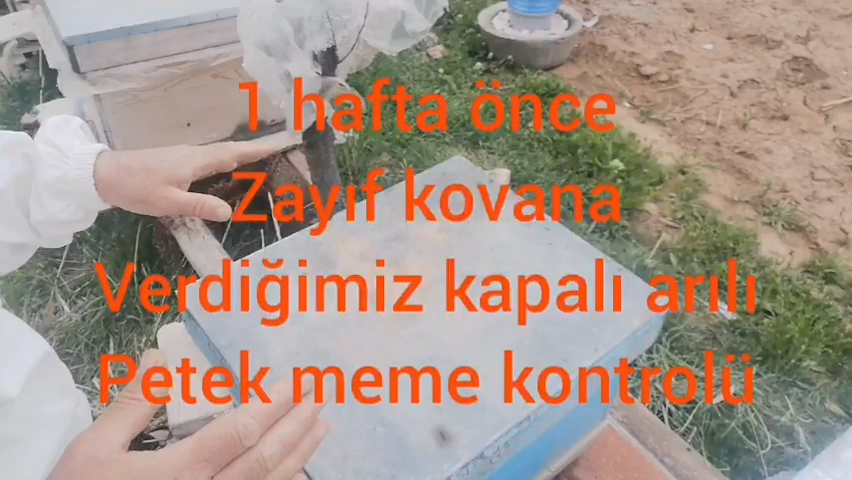 1 hafta önce
Zayıf kovana
Verdiğimiz kapalı arılı
Petek meme kontrolü